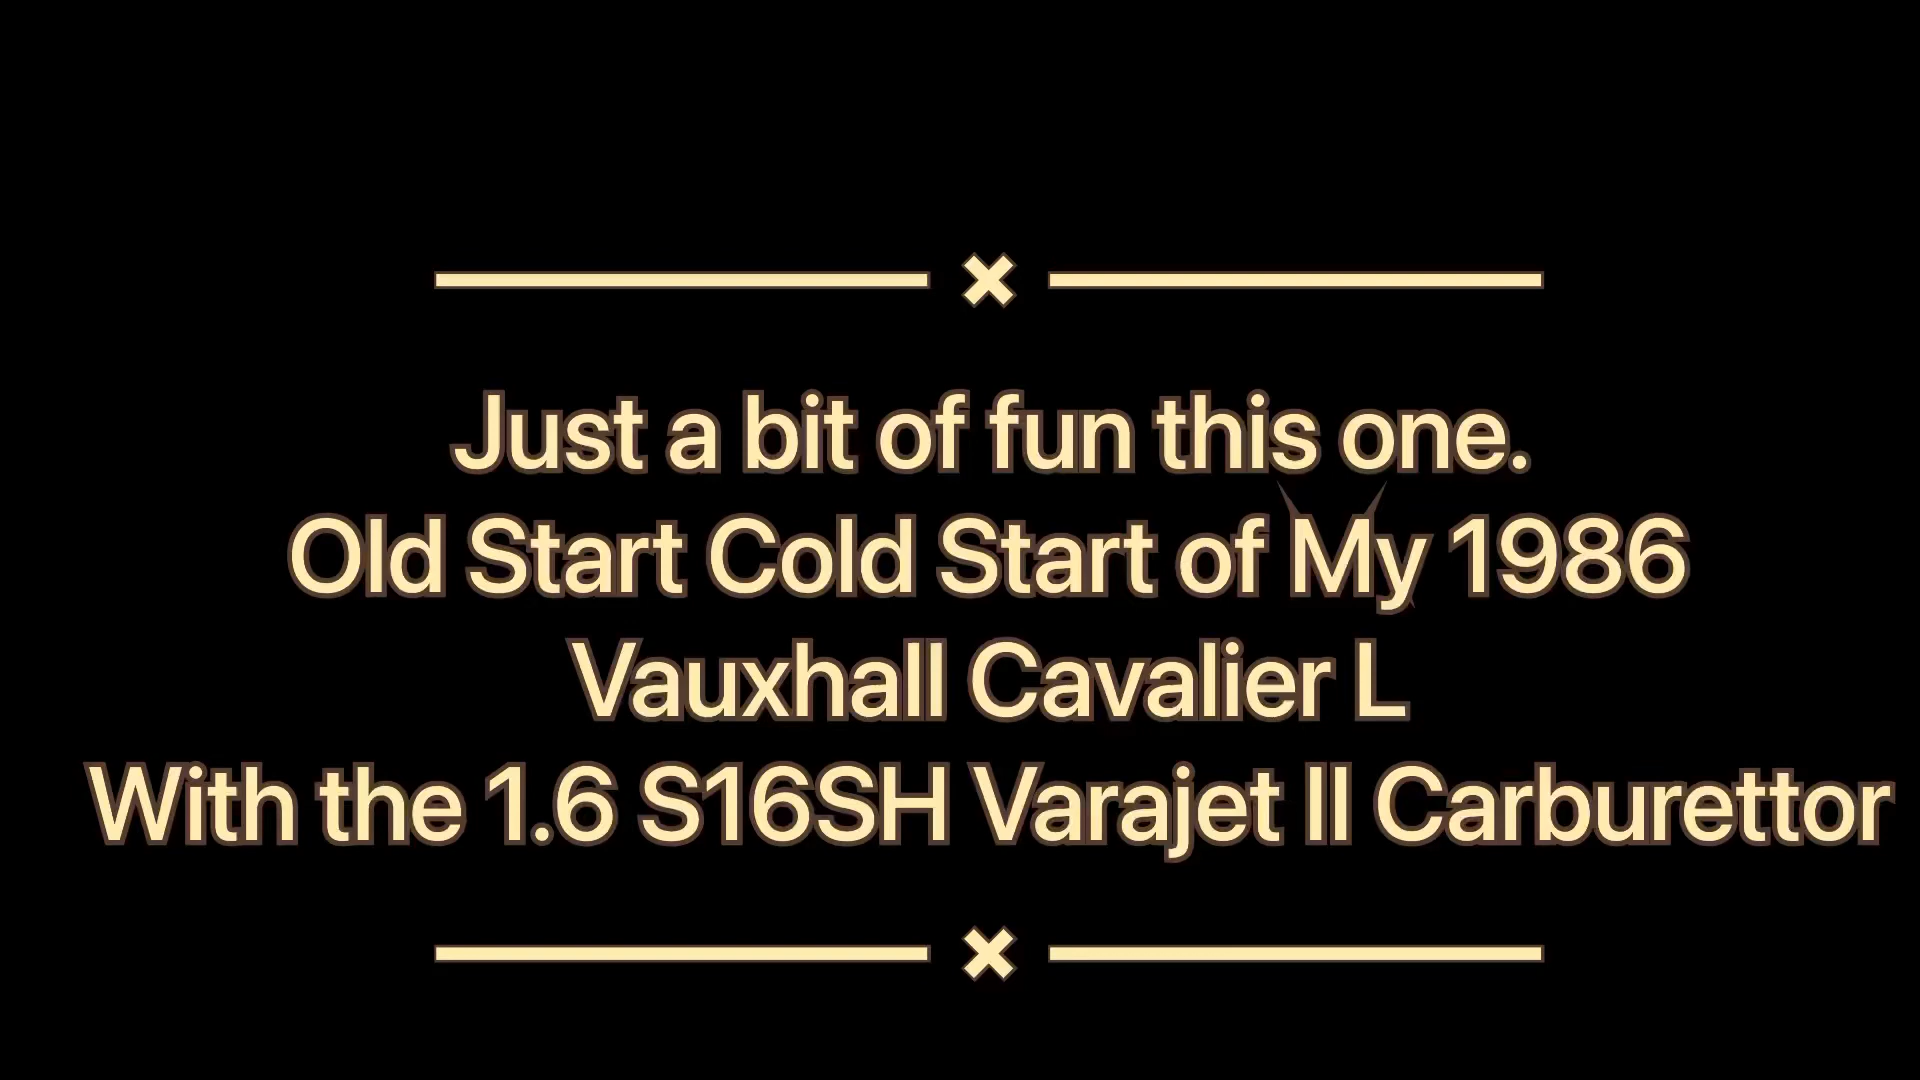 Just a bit of fun this one.
Old Start Cold Start of My 1986
Vauxhall Cavalier L
With the 1.6 S16SH Varajet II Carburettor